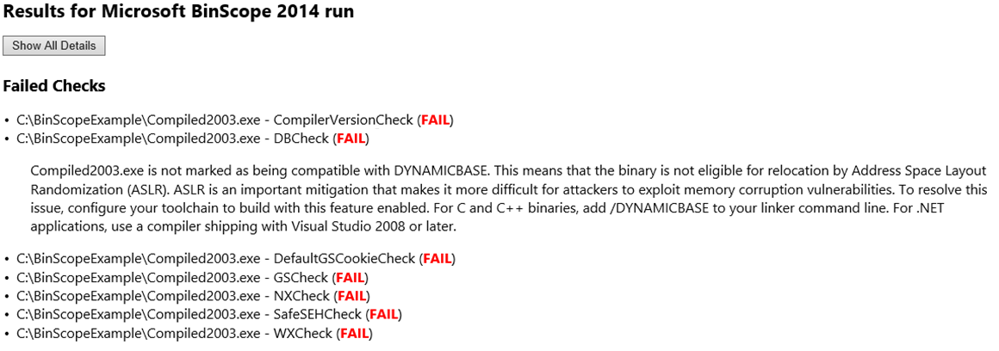 Results for Microsoft BinScope 2014 run
Show All Details
Failed Checks
• C:\BinScopeExample\Compiled2003.exe - CompilerVersionCheck (FAIL)
• C:\BinScopeExample\Compiled2003.exe - DBCheck (FAIL)
Compiled2003.exe is not marked as being compatible with DYNAMICBASE. This means that the binary is not eligible for relocation by Address Space Layout
Randomization (ASLR). ASLR is an important mitigation that makes it more difficult for attackers to exploit memory corruption vulnerabilities. To resolve this
issue, configure your toolchain to build with this feature enabled. For C and C++ binaries, add /DYNAMICBASE to your linker command line. For .NET
applications, use a compiler shipping with Visual Studio 2008 or later.
• C:\BinScopeExample\Compiled2003.exe - DefaultGSCookieCheck (FAIL)
• C:\BinScopeExample\Compiled2003.exe - GSCheck (FAIL)
• C:\BinScopeExample\Compiled2003.exe - NXCheck (FAIL)
• C:\BinScopeExample\Compiled2003.exe - SafeSEHCheck (FAIL)
• C:\BinScopeExample\Compiled2003.exe - WXCheck (FAIL)